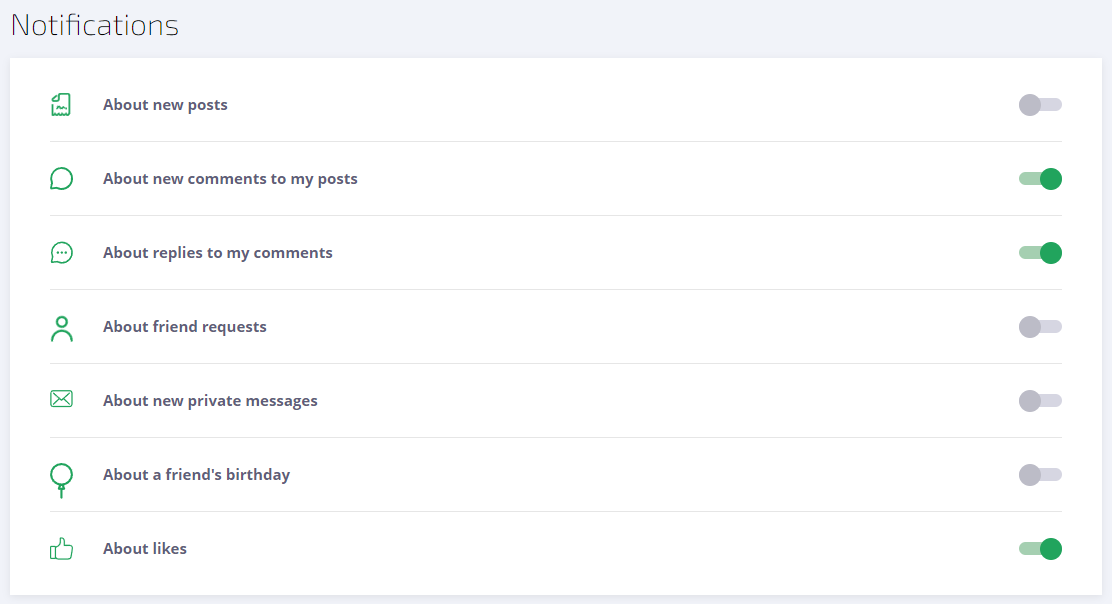 Notifications
About new posts
About new comments to my posts
About replies to my comments
About friend requests
About new private messages
About a friend's birthday
About likes